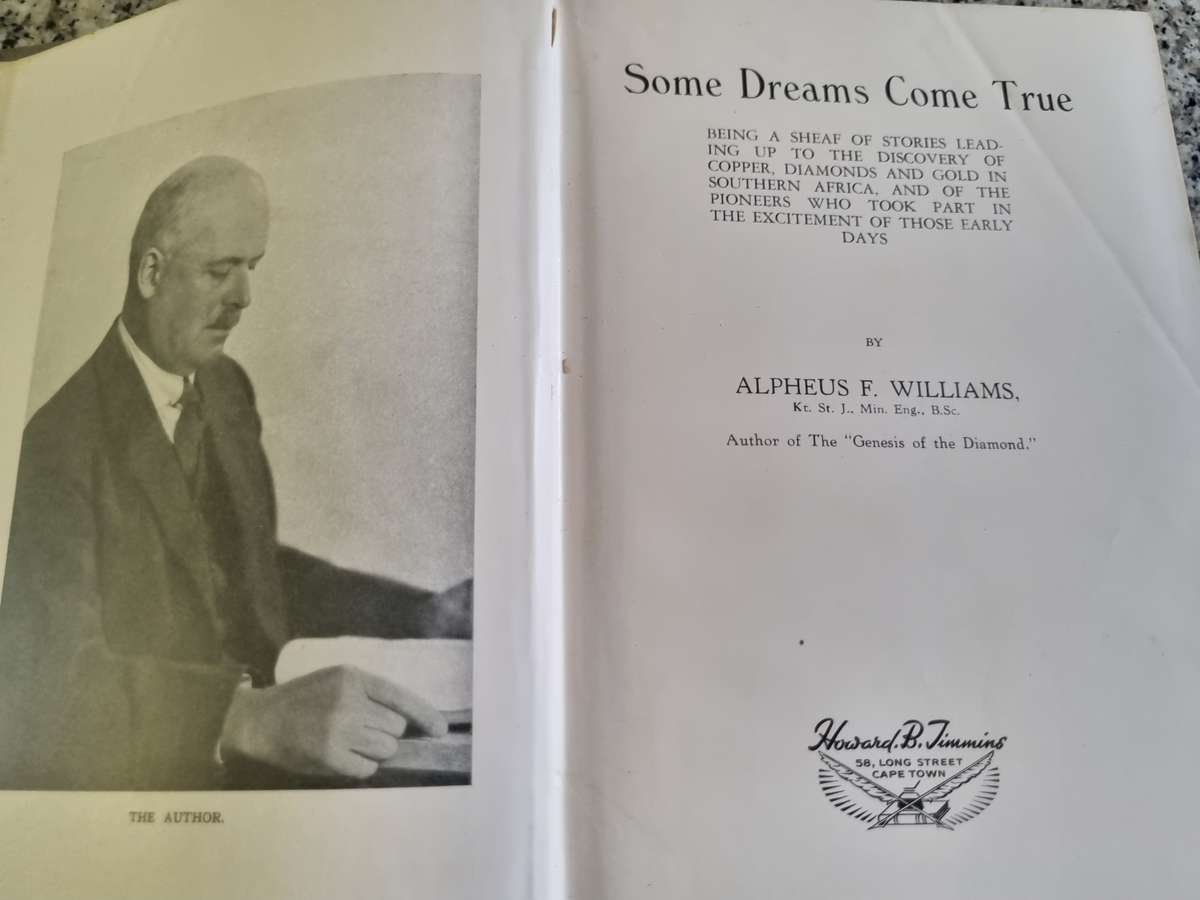 THE AUTHOR.
Some Dreams Come True
BEING A SHEAF OF STORIES LEAD-
ING UP TO THE DISCOVERY OF
COPPER, DIAMONDS AND GOLD IN
SOUTHERN AFRICA, AND OF THE
PIONEERS WHO TOOK PART IN
THE EXCITEMENT OF THOSE EARLY
DAYS
BY
ALPHEUS F. WILLIAMS,
Kt. St. J., Min. Eng., B.Sc.
Author of The "Genesis of the Diamond."
Howard. B. Timmins
58, LONG STREET
CAPE TOWN